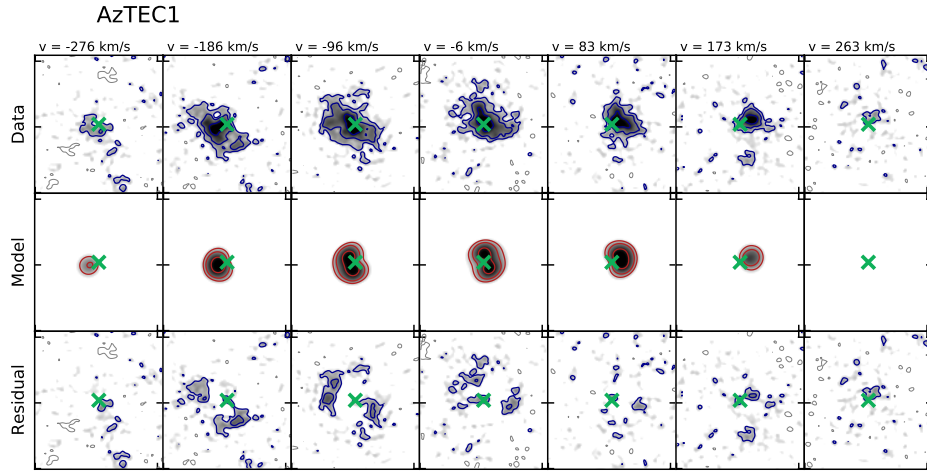 AzTEC1
v = -276 km/s v = -186 km/s v = -96 km/s v = -6 km/s v = 83 km/s v = 173 km/s v = 263 km/s
Data
Model
Residual